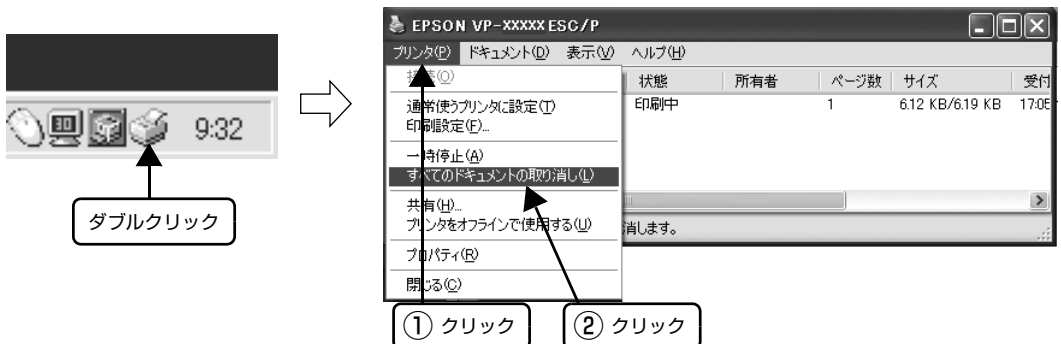 9:32
ダブルクリック
EPSON VP-XXXXX ESC/P
プリンタ(P) ドキュメント(D) 表示(V) ヘルプ(H)
接続(O)
通常使うプリンタに設定(T)
印刷設定(F)...
一時停止(A)
すべてのドキュメントの取り消し(L)
共有(H)...
プリンタをオフラインで使用する(U)
プロパティ(R)
閉じる(C)
状態 所有者 ページ数 サイズ 受付
印刷中 1 6.12 KB/6.19 KB
消します。
① クリック
② クリック